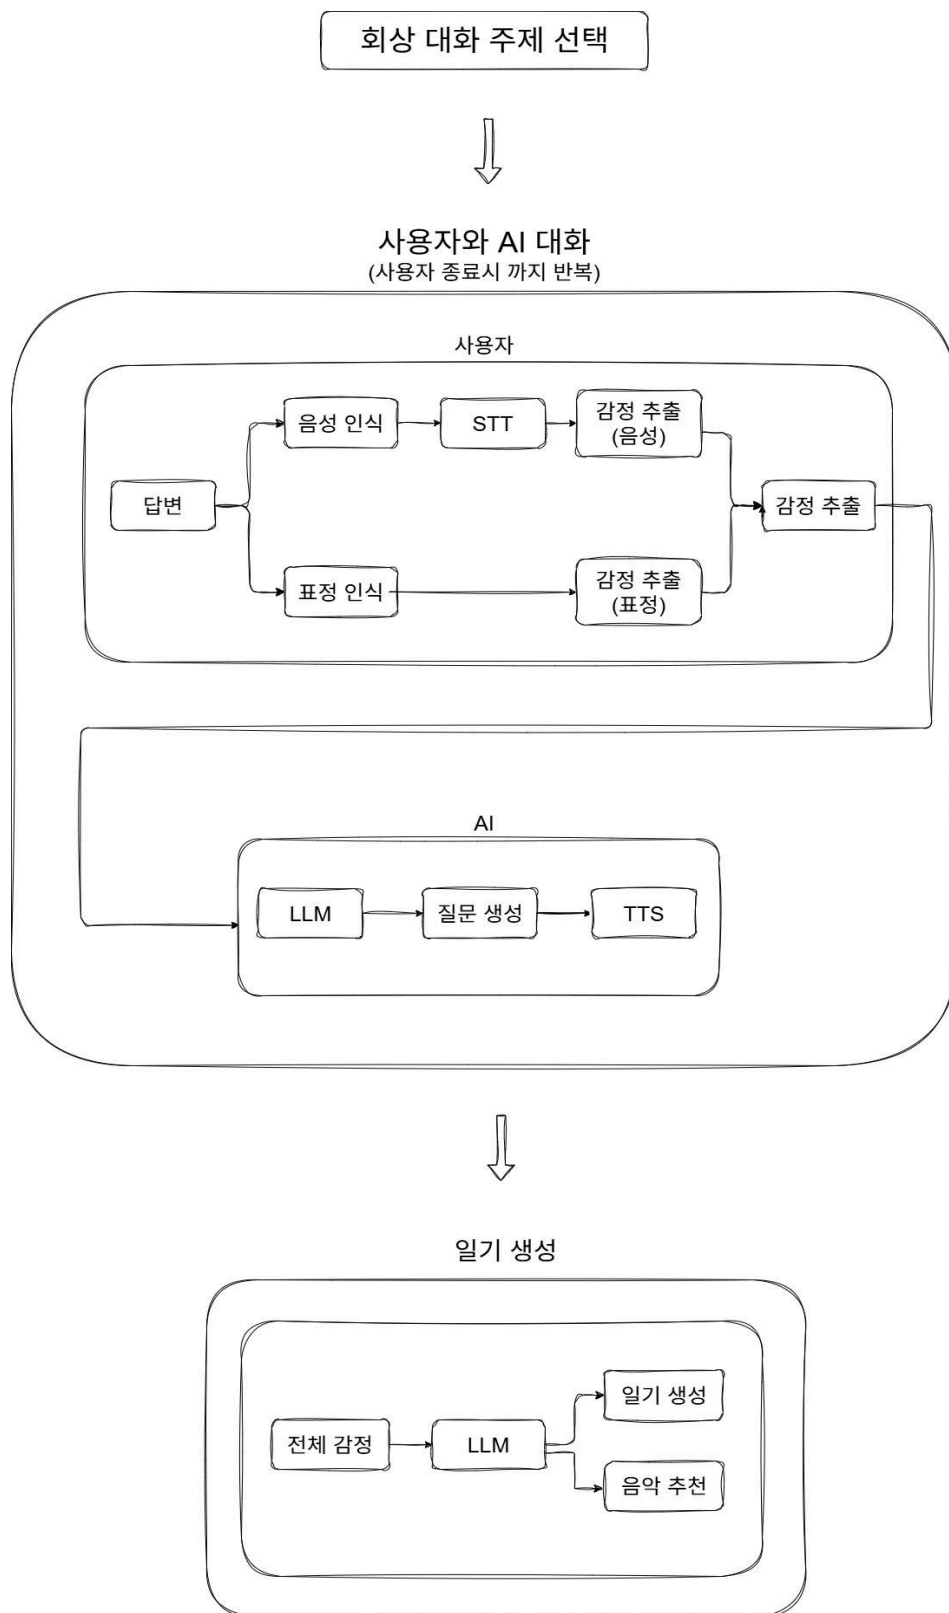 회상 대화 주제 선택
사용자와 AI 대화
(사용자 종료시 까지 반복)
사용자
답변
음성 인식
STT
감정 추출
(음성)
표정 인식
감정 추출
(표정)
감정 추출
AI
LLM
질문 생성
TTS
일기 생성
전체 감정
LLM
일기 생성
음악 추천